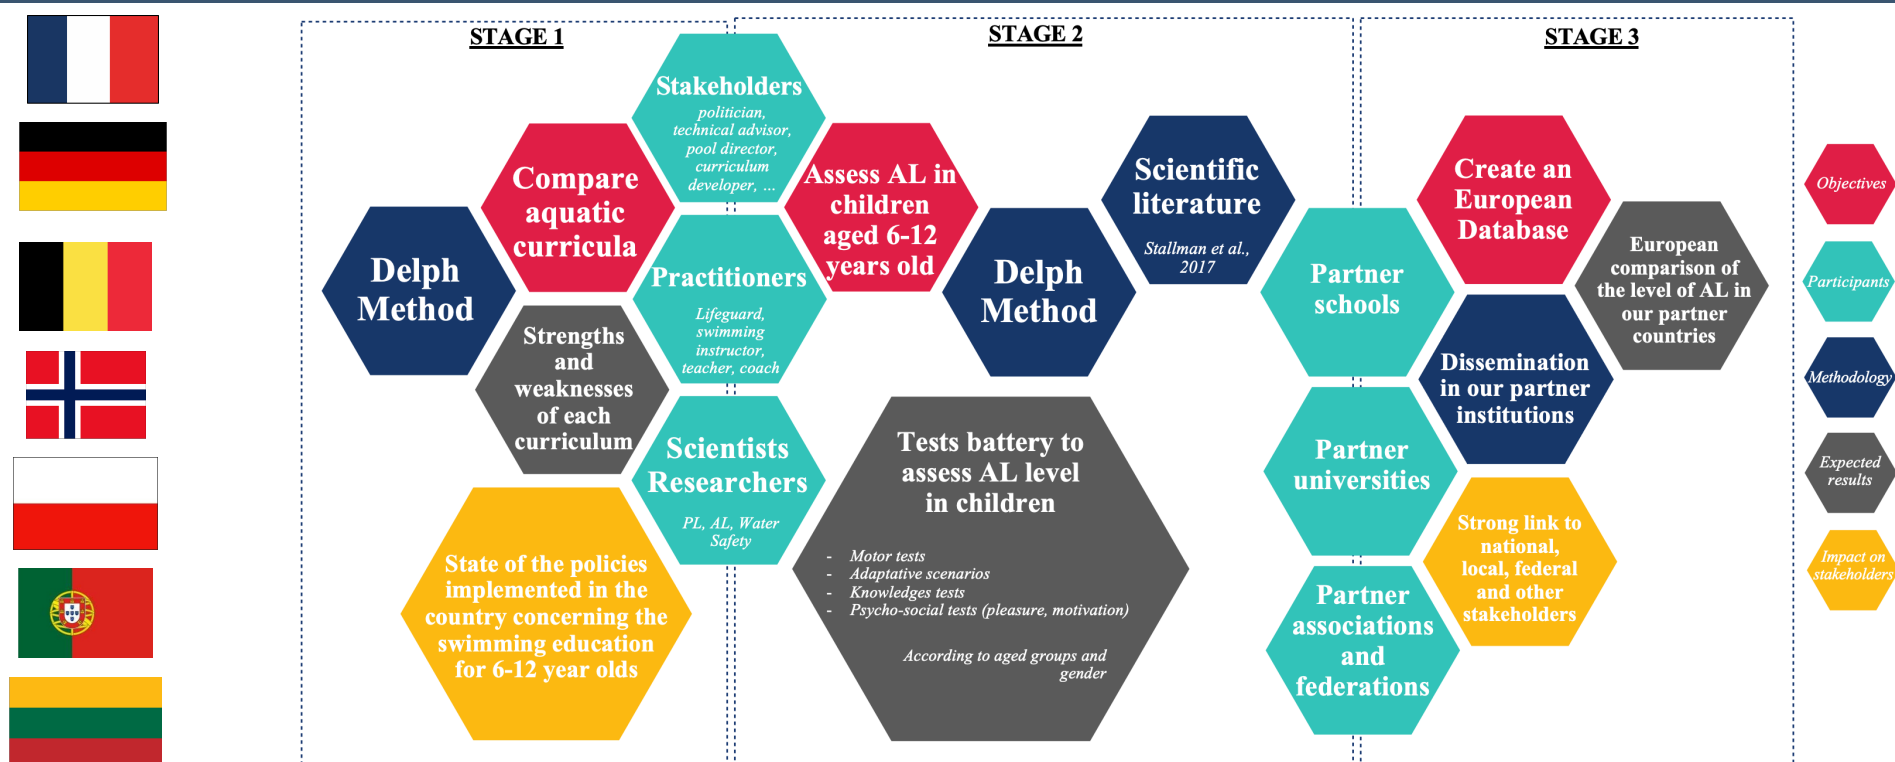 STAGE 1
Stakeholders
politician,
technical advisor,
pool director,
curriculum
developer, ...
Compare
aquatic
curricula
Delph
Method
Practitioners
Lifeguard,
swimming
instructor,
teacher, coach
Strengths
and
weaknesses
of each
curriculum
Scientists
Researchers
PL, AL, Water
Safety
State of the policies
implemented in the
country concerning the
swimming education
for 6-12 year olds
STAGE 2
Assess AL in
children
aged 6-12
years old
Delph
Method
Scientific
literature
Stallman et al.,
2017
Tests battery to
assess AL level
in children
- Motor tests
- Adaptative scenarios
- Knowledges tests
- Psycho-social tests (pleasure, motivation)
According to aged groups and
gender
STAGE 3
Partner
schools
Create an
European
Database
European
comparison of
the level of AL in
our partner
countries
Dissemination
in our partner
institutions
Partner
universities
Strong link to
national,
local, federal
and other
stakeholders
Partner
associations
and
federations
Objectives
Participants
Methodology
Expected
results
Impact on
stakeholders